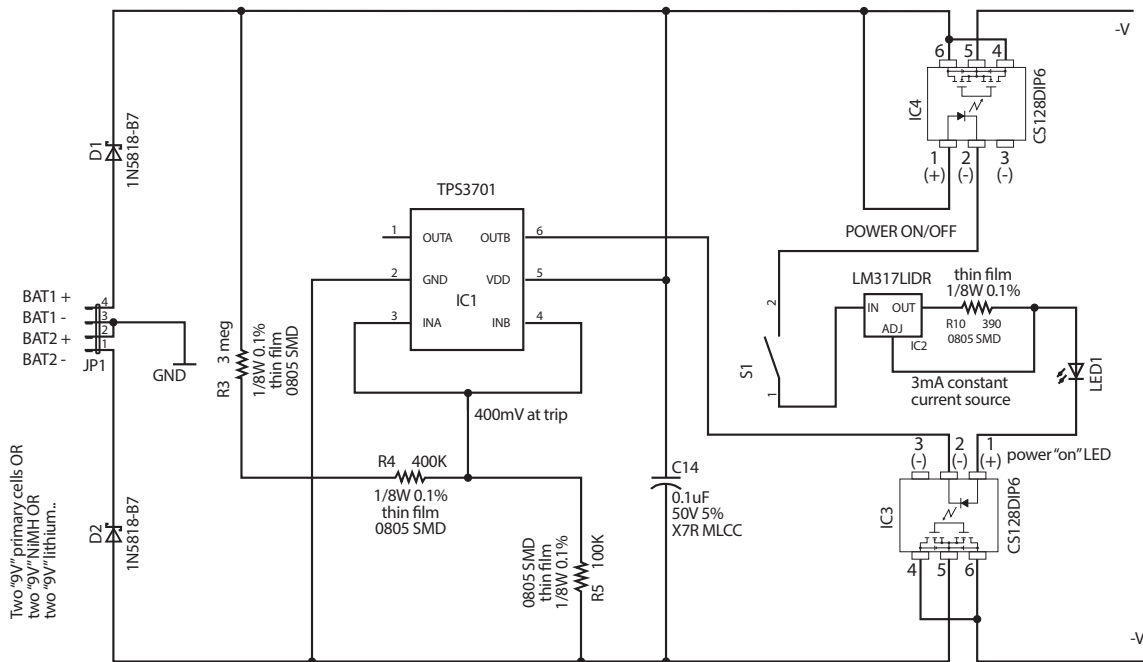 -V
6 5 4
IC4
CS128DIP6
1 2 3
(+) (-) (-)
D1
1N5818-B7
TPS3701
1 OUTA OUTB 6
2 GND VDD 5
IC1
3 INA INB 4
POWER ON/OFF
2
S1
1
LM317LIDR
IN OUT
ADJ
IC2
thin film
1/8W 0.1%
R10 390
0805 SMD
3mA constant
current source
LED1
BAT1 +
BAT1 -
BAT2 +
BAT2 -
4
3
2
1
JP1
GND
R3 3 meg
1/8W 0.1%
thin film
0805 SMD
400mV at trip
R4 400K
1/8W 0.1%
thin film
0805 SMD
C14
0.1uF
50V 5%
X7R MLCC
3 2 1
(-) (-) (+)
power "on" LED
IC3
CS128DIP6
4 5 6
D2
1N5818-B7
Two "9V" primary cells OR
two "9V" NiMH OR
two "9V" lithium..
0805 SMD
thin film
1/8W 0.1%
R5 100K
-V